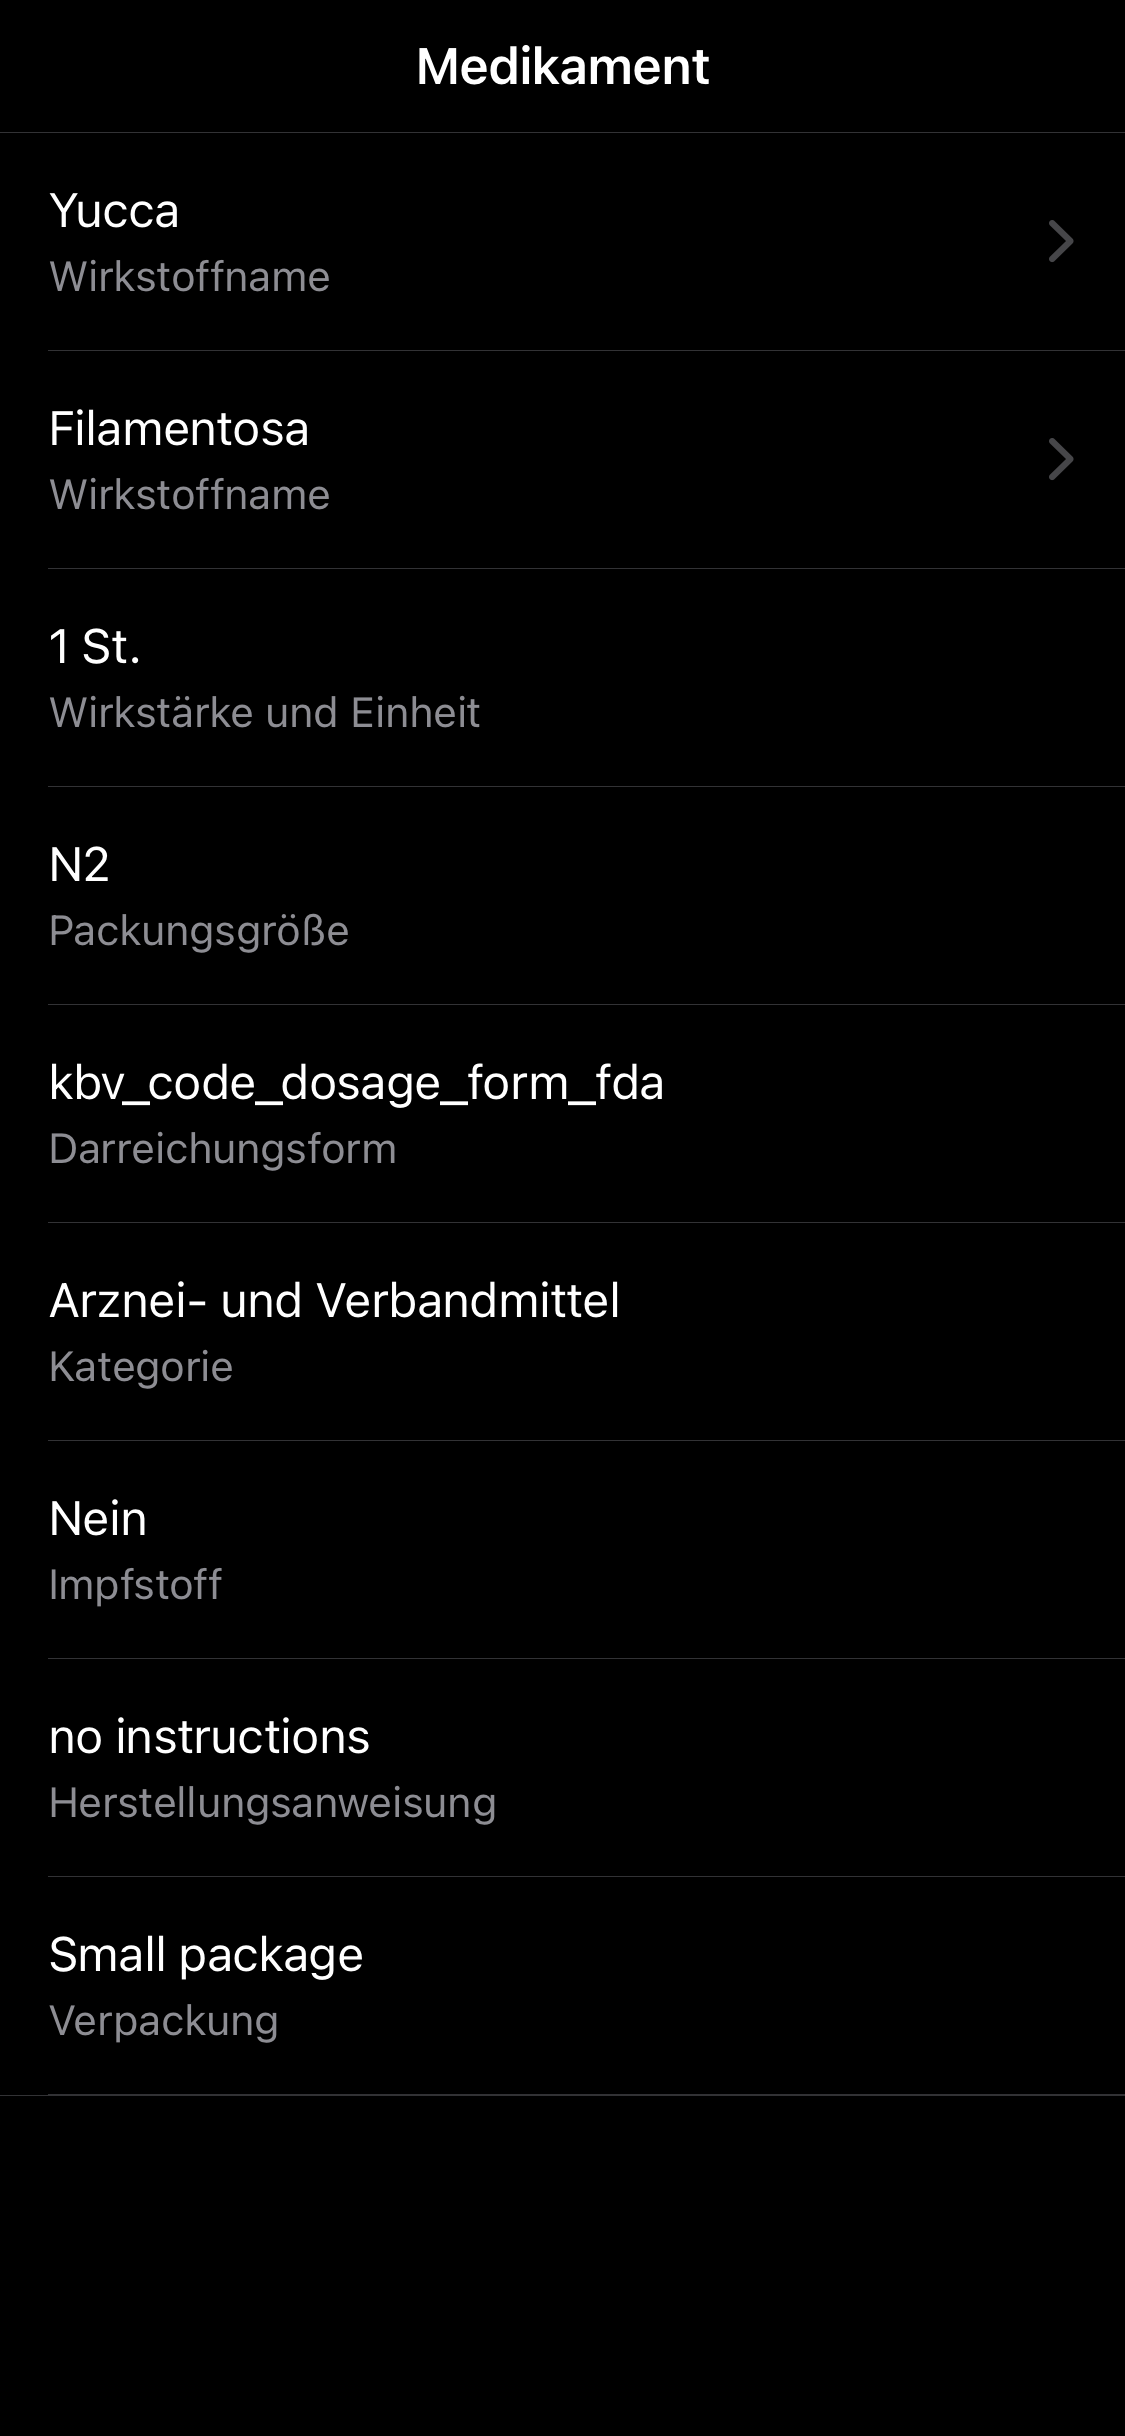 Medikament
Yucca
Wirkstoffname
Filamentosa
Wirkstoffname
1 St.
Wirkstärke und Einheit
N2
Packungsgröße
kbv_code_dosage_form_fda
Darreichungsform
Arznei- und Verbandmittel
Kategorie
Nein
Impfstoff
no instructions
Herstellungsanweisung
Small package
Verpackung